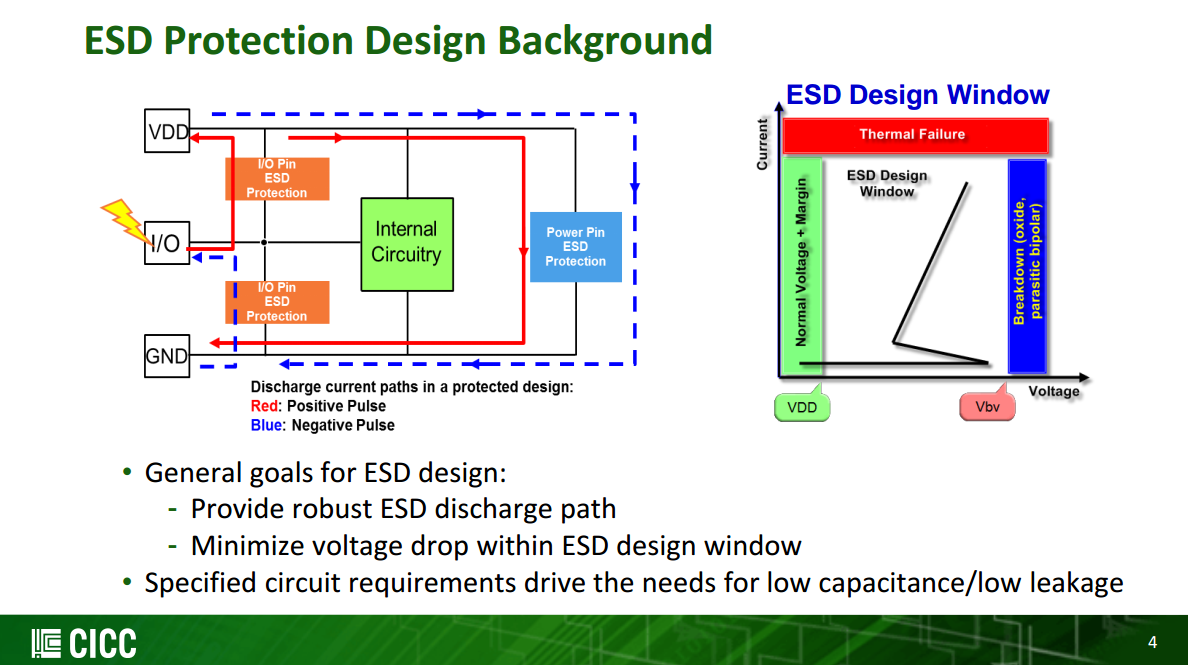 ESD Protection Design Background
VDD
I/O Pin
ESD
Protection
I/O
Internal
Circuitry
Power Pin
ESD
Protection
I/O Pin
ESD
Protection
GND
Discharge current paths in a protected design:
Red: Positive Pulse
Blue: Negative Pulse
ESD Design Window
Current
Thermal Failure
Normal Voltage + Margin
ESD Design
Window
Breakdown (oxide,
parasitic bipolar)
Voltage
VDD
Vbv
• General goals for ESD design:
- Provide robust ESD discharge path
- Minimize voltage drop within ESD design window
• Specified circuit requirements drive the needs for low capacitance/low leakage
CICC
4